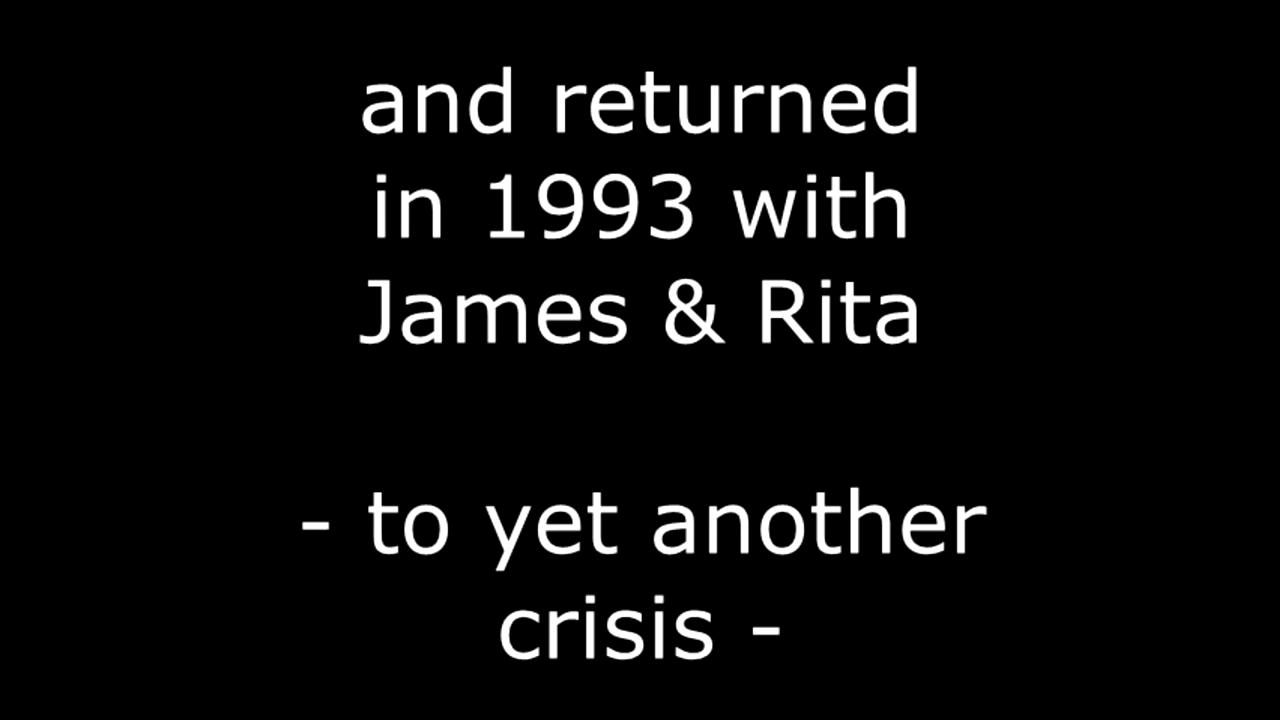 and returned
in 1993 with
James & Rita
- to yet another
crisis -